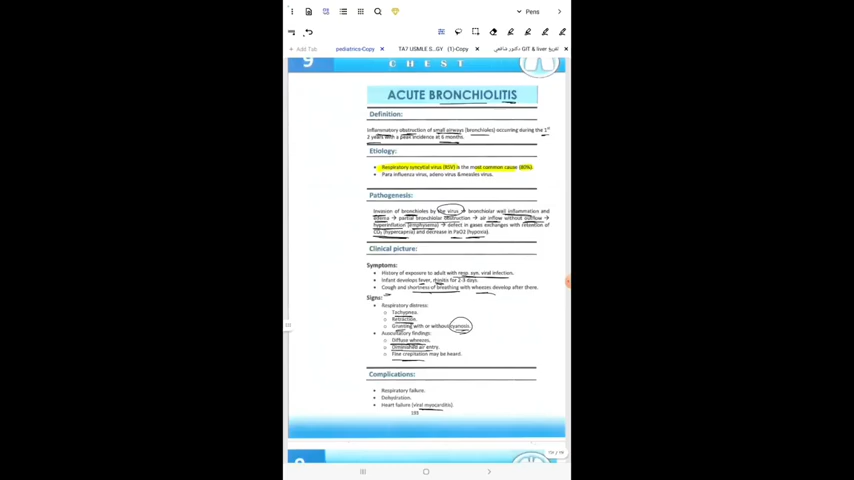 Pens
+ Add Tab
pediatrics-Copy
TA7 USMLE S...GY (1)-Copy
تفريغ GIT & liver دكتور شافعي
9
CHEST
ACUTE BRONCHIOLITIS
Definition:
Inflammatory obstruction of small airways (bronchioles) occurring during the 1st
2 years with a peak incidence at 6 months.
Etiology:
• Respiratory syncytial virus (RSV) is the most common cause (80%).
• Para influenza virus, adeno virus &measles virus.
Pathogenesis:
Invasion of bronchioles by the virus → bronchiolar wall inflammation and
edema → partial bronchiolar obstruction → air inflow without outflow →
hyperinflation (emphysema) → defect in gases exchanges with retention of
CO2 (hypercapnia) and decrease in PaO2 (hypoxia).
Clinical picture:
Symptoms:
• History of exposure to adult with resp. syn. viral infection.
• Infant develops fever, rhinitis for 2-3 days.
• Cough and shortness of breathing with wheezes develop after there.
Signs:
• Respiratory distress:
o Tachypnea.
o Retraction.
o Grunting with or without cyanosis.
• Auscultatory findings:
o Diffuse wheezes.
o Diminished air entry.
o Fine crepitation may be heard.
Complications:
• Respiratory failure.
• Dehydration.
• Heart failure (viral myocarditis).